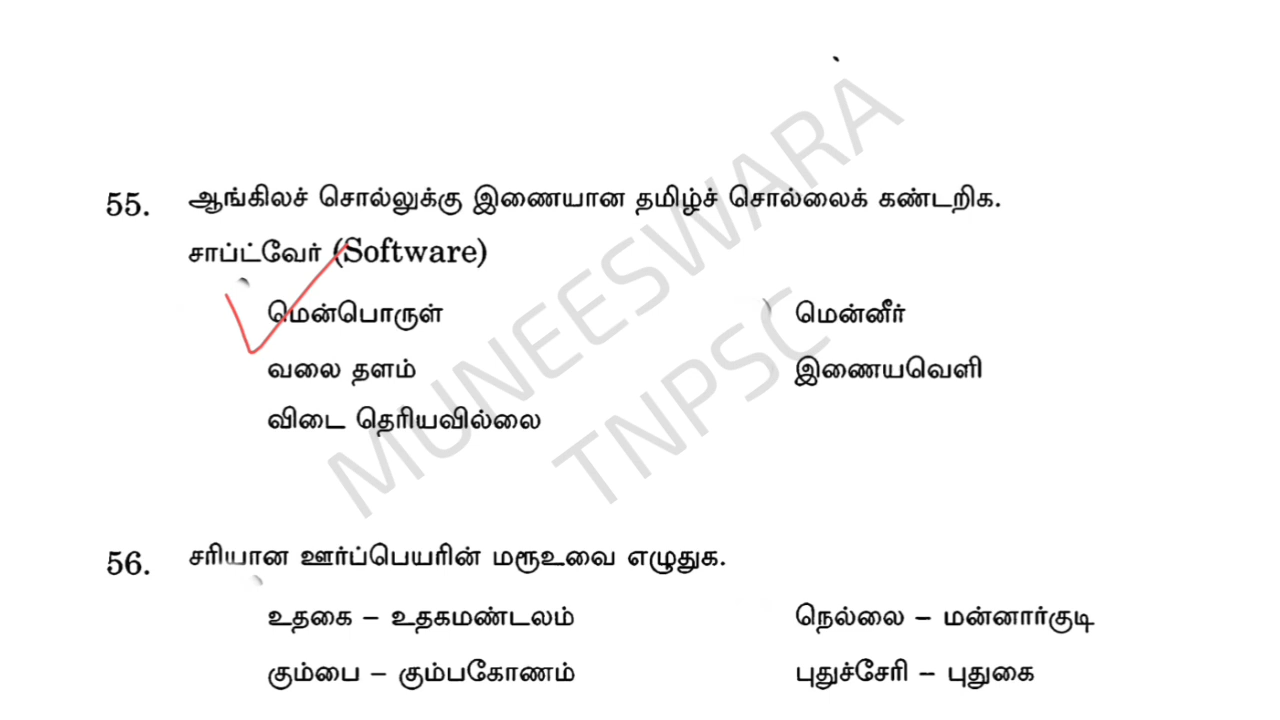 55. ஆங்கிலச் சொல்லுக்கு இணையான தமிழ்ச் சொல்லைக் கண்டறிக.
சாப்ட்வேர் (Software)
மென்பொருள் மென்னீர்
வலை தளம் இணையவெளி
விடை தெரியவில்லை
56. சரியான ஊர்ப்பெயரின் மரூஉவை எழுதுக.
உதகை – உதகமண்டலம் நெல்லை – மன்னார்குடி
கும்பை – கும்பகோணம் புதுச்சேரி – புதுகை
MUNEESWARA
TNPSC